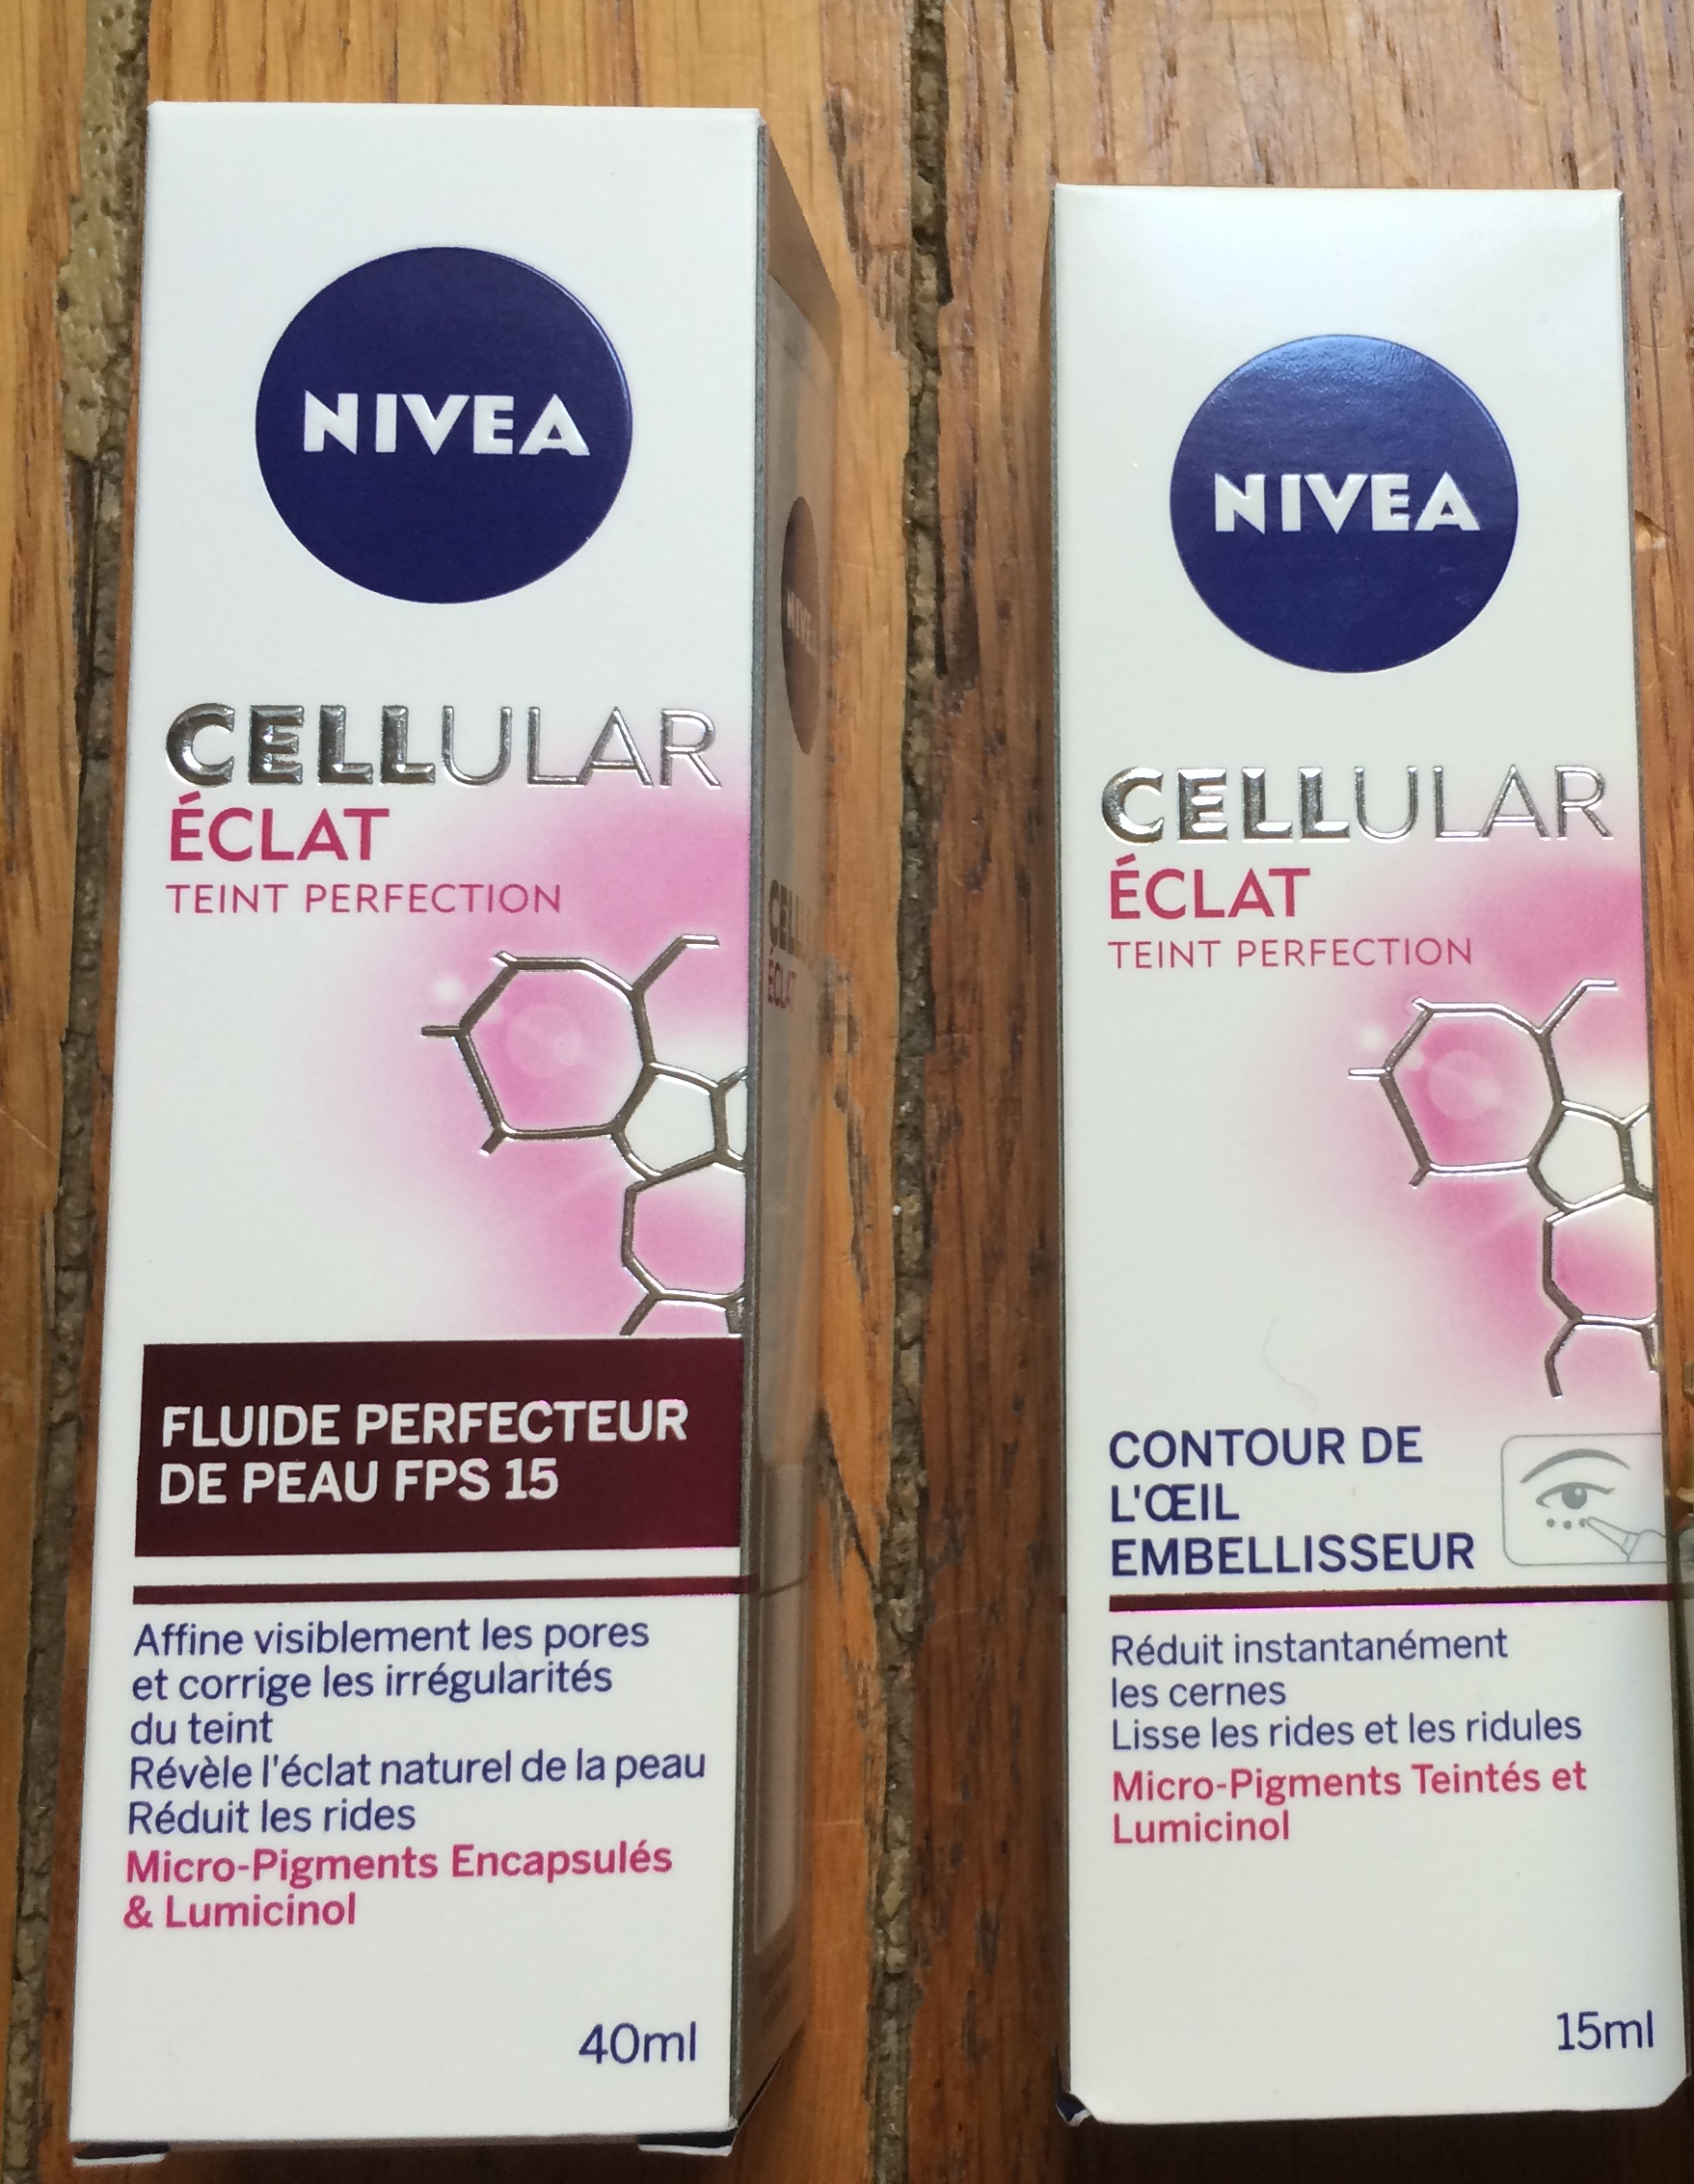 NIVEA
CELLULAR
ÉCLAT
TEINT PERFECTION
FLUIDE PERFECTEUR
DE PEAU FPS 15
Affine visiblement les pores
et corrige les irrégularités
du teint
Révèle l'éclat naturel de la peau
Réduit les rides
Micro-Pigments Encapsulés
& Lumicinol
40ml
NIVEA
CELL
ÉCLAT
NIVEA
CELLULAR
ÉCLAT
TEINT PERFECTION
CONTOUR DE
L'ŒIL
EMBELLISSEUR
Réduit instantanément
les cernes
Lisse les rides et les ridules
Micro-Pigments Teintés et
Lumicinol
15ml